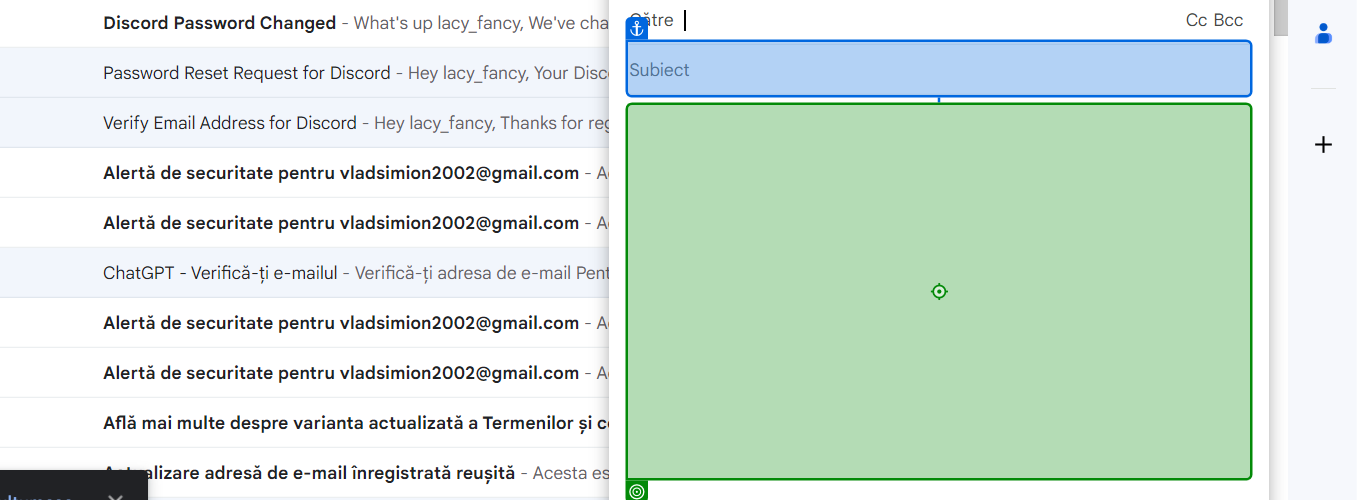 Discord Password Changed - What's up lacy_fancy, We've cha
Password Reset Request for Discord - Hey lacy_fancy, Your Disc
Verify Email Address for Discord - Hey lacy_fancy, Thanks for reg
Alertă de securitate pentru vladsimion2002@gmail.com - A
Alertă de securitate pentru vladsimion2002@gmail.com - A
ChatGPT - Verifică-ți e-mailul - Verifică-ți adresa de e-mail Pent
Alertă de securitate pentru vladsimion2002@gmail.com - A
Alertă de securitate pentru vladsimion2002@gmail.com - A
Află mai multe despre varianta actualizată a Termenilor și co
Actualizare adresă de e-mail înregistrată reușită - Acesta es
Către Cc Bcc
Subiect